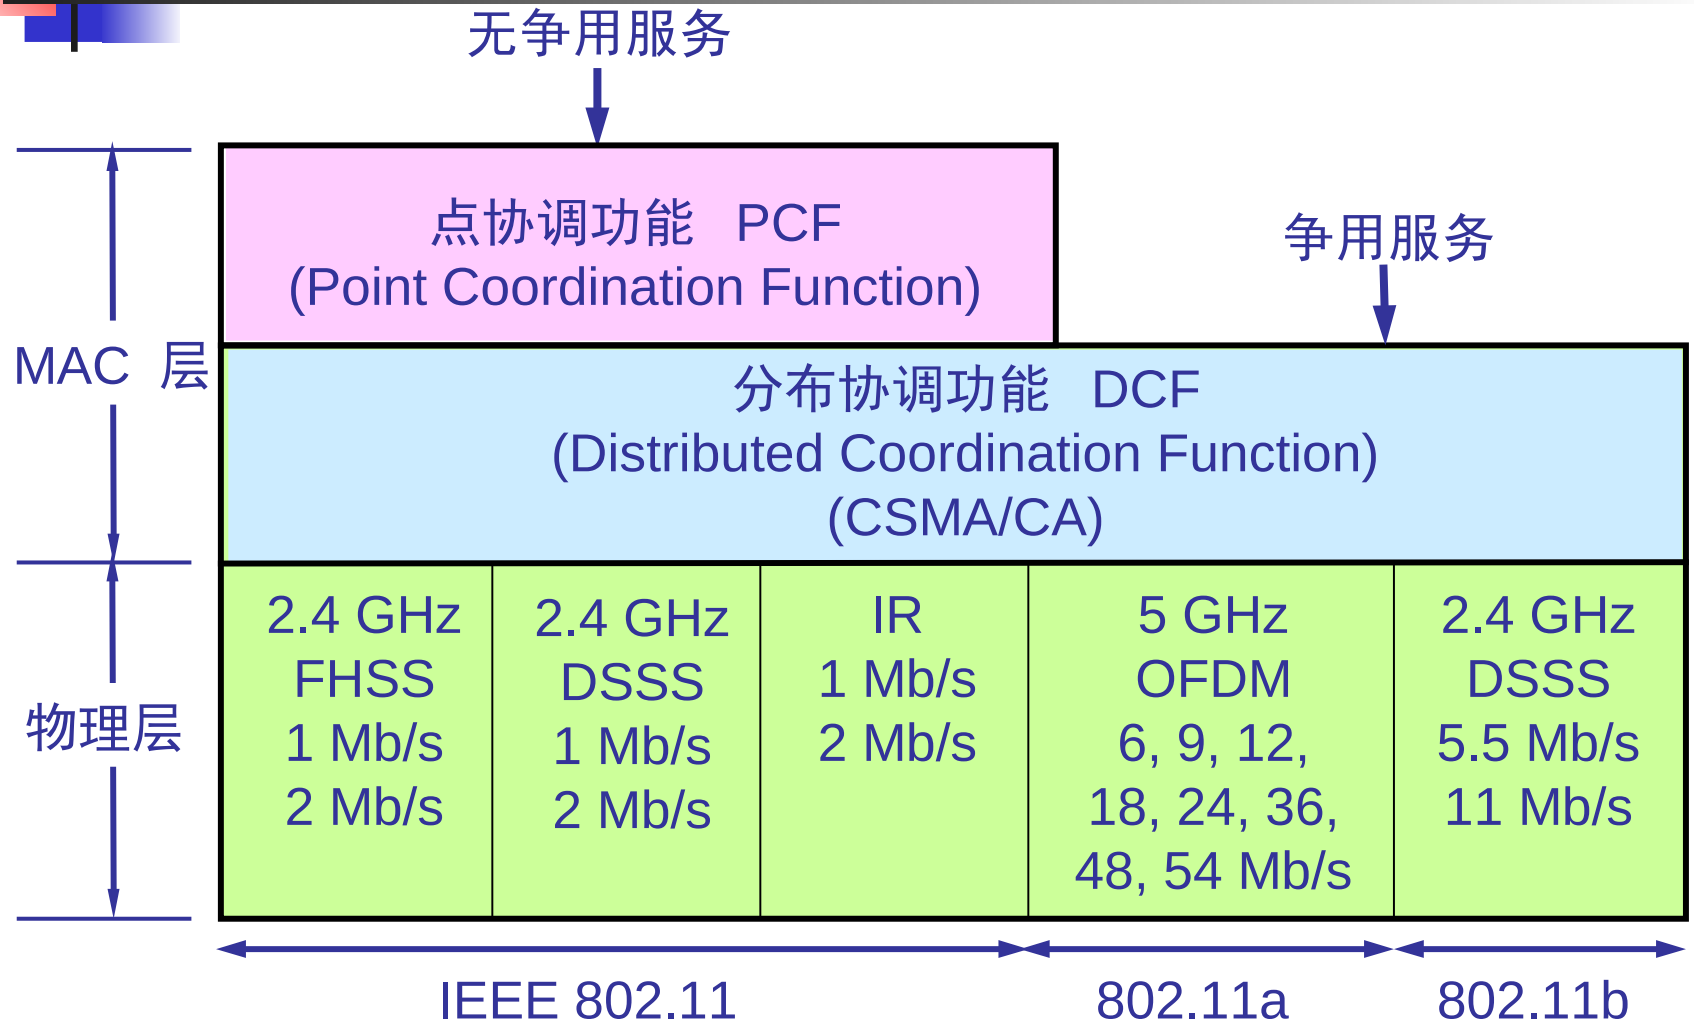 无争用服务
点协调功能 PCF
(Point Coordination Function)
争用服务
MAC 层
分布协调功能 DCF
(Distributed Coordination Function)
(CSMA/CA)
物理层
2.4 GHz
FHSS
1 Mb/s
2 Mb/s
2.4 GHz
DSSS
1 Mb/s
2 Mb/s
IR
1 Mb/s
2 Mb/s
5 GHz
OFDM
6, 9, 12,
18, 24, 36,
48, 54 Mb/s
2.4 GHz
DSSS
5.5 Mb/s
11 Mb/s
IEEE 802.11
802.11a
802.11b